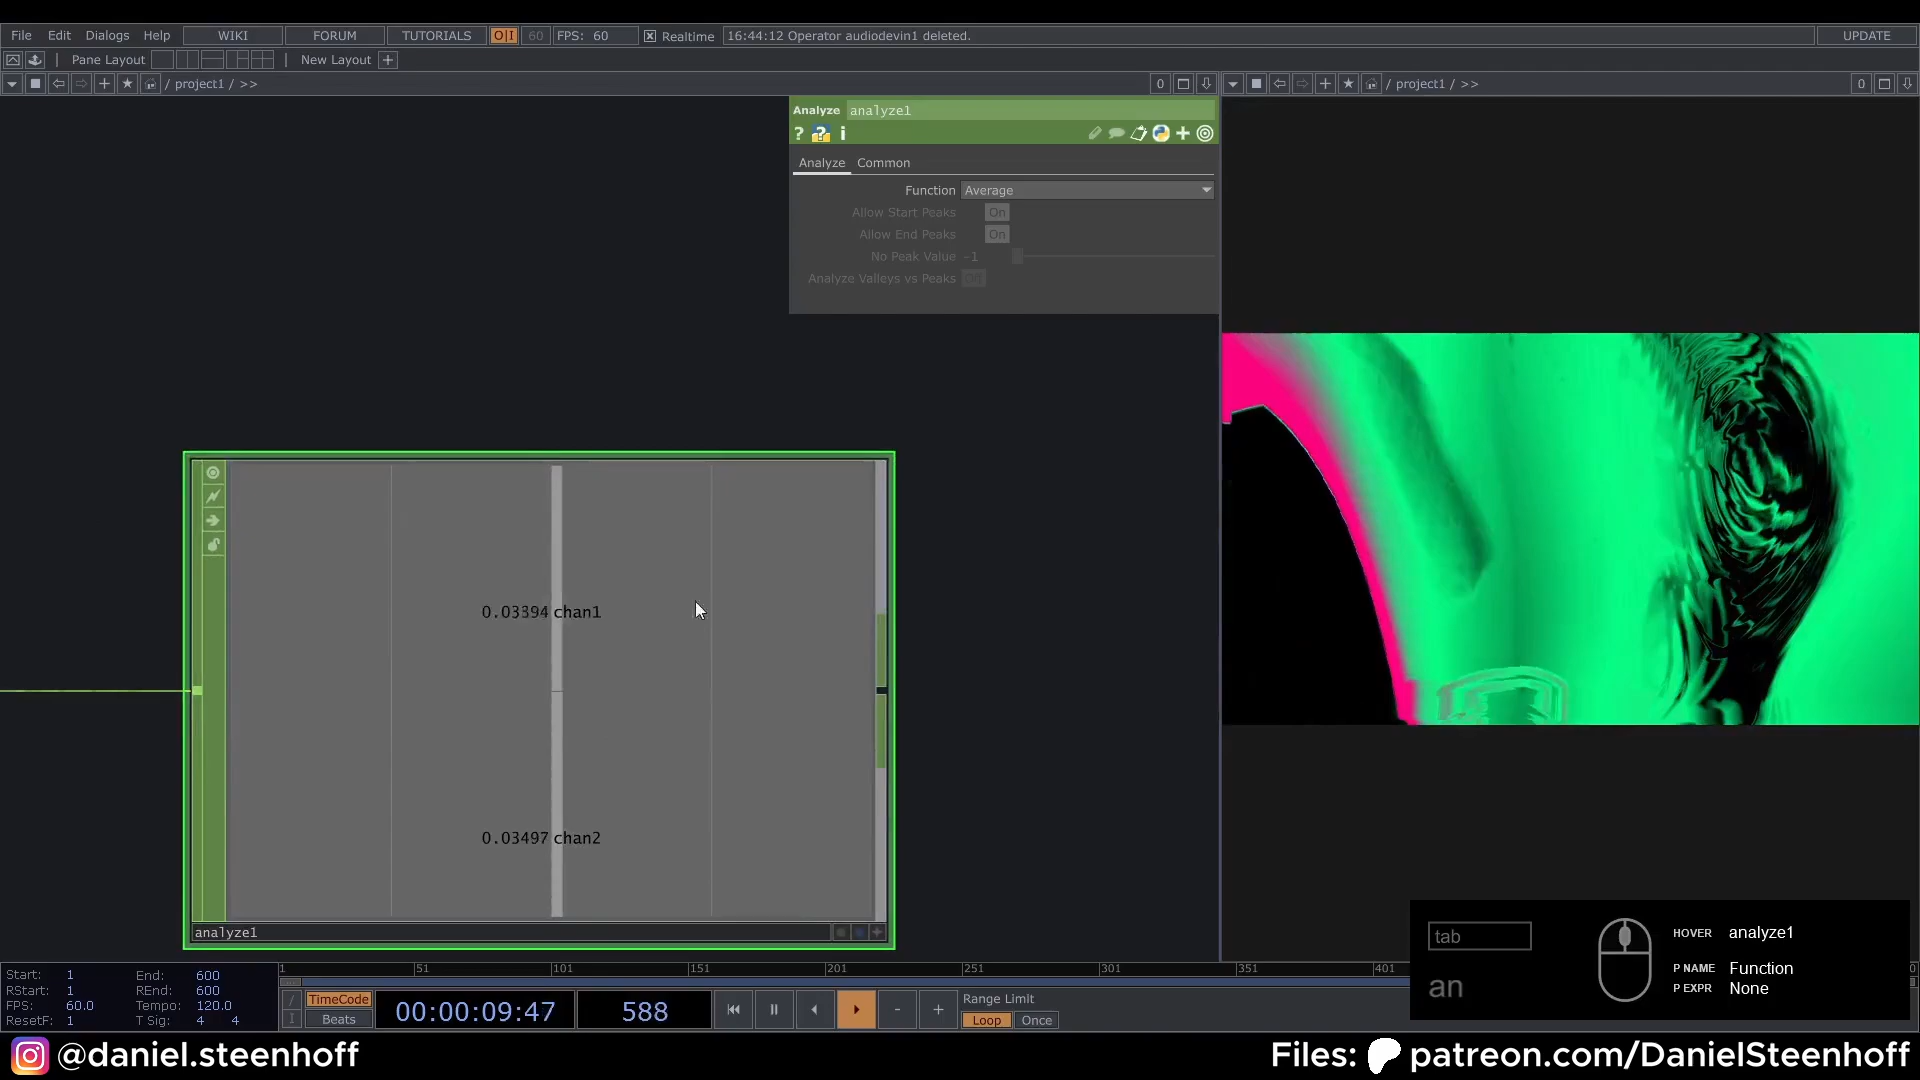 File Edit Dialogs Help WIKI FORUM TUTORIALS O|I 60 FPS: 60 Realtime 16:44:12 Operator audiodevin1 deleted. UPDATE
Pane Layout New Layout +
/ project1 / >> 0
/ project1 / >> 0
Analyze analyze1
? ? i
Analyze Common
Function Average
Allow Start Peaks On
Allow End Peaks On
No Peak Value -1
Analyze Valleys vs Peaks
0.03394 chan1
0.03497 chan2
analyze1
tab
an
HOVER analyze1
P NAME Function
P EXPR None
1 51 101 151 201 251 301 351 401
Start: 1 End: 600
RStart: 1 REnd: 600
FPS: 60.0 Tempo: 120.0
ResetF: 1 T Sig: 4 4
TimeCode
Beats
00:00:09:47
588
- +
Range Limit
Loop Once
@daniel.steenhoff
Files: patreon.com/DanielSteenhoff